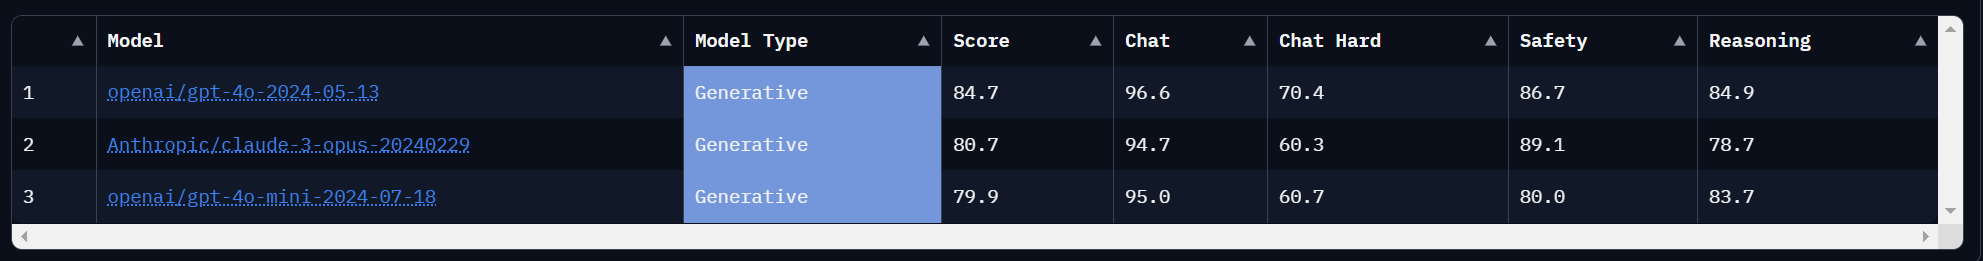 Model Model Type Score Chat Chat Hard Safety Reasoning
1 openai/gpt-4o-2024-05-13 Generative 84.7 96.6 70.4 86.7 84.9
2 Anthropic/claude-3-opus-20240229 Generative 80.7 94.7 60.3 89.1 78.7
3 openai/gpt-4o-mini-2024-07-18 Generative 79.9 95.0 60.7 80.0 83.7